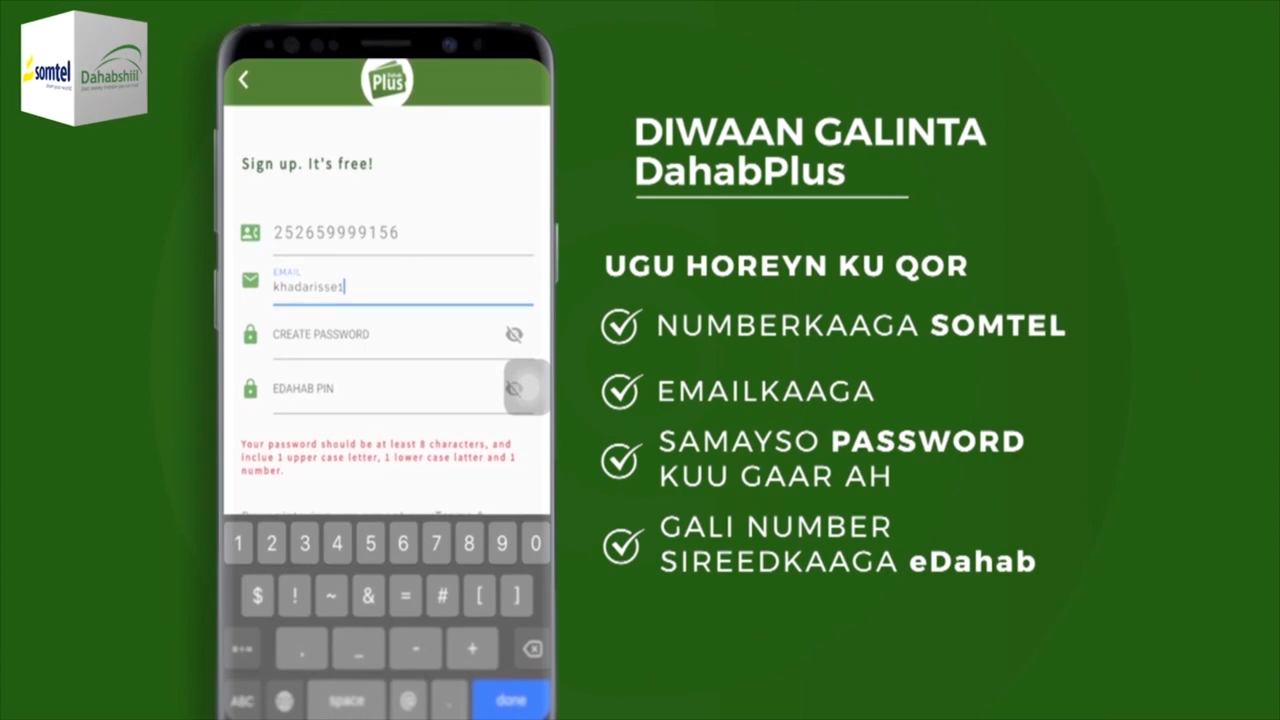 somtel
Dahabshiil
Dahab
Plus
Sign up. It's free!
252659999156
EMAIL
khadarisse1
CREATE PASSWORD
EDAHAB PIN
Your password should be at least 8 characters, and
inclue 1 upper case letter, 1 lower case latter and 1
number.
1 2 3 4 5 6 7 8 9 0
$ ! ~ & = # [ ]
. _ - +
ABC space @ . done
DIWAAN GALINTA
DahabPlus
UGU HOREYN KU QOR
NUMBERKAAGA SOMTEL
EMAILKAAGA
SAMAYSO PASSWORD
KUU GAAR AH
GALI NUMBER
SIREEDKAAGA eDahab